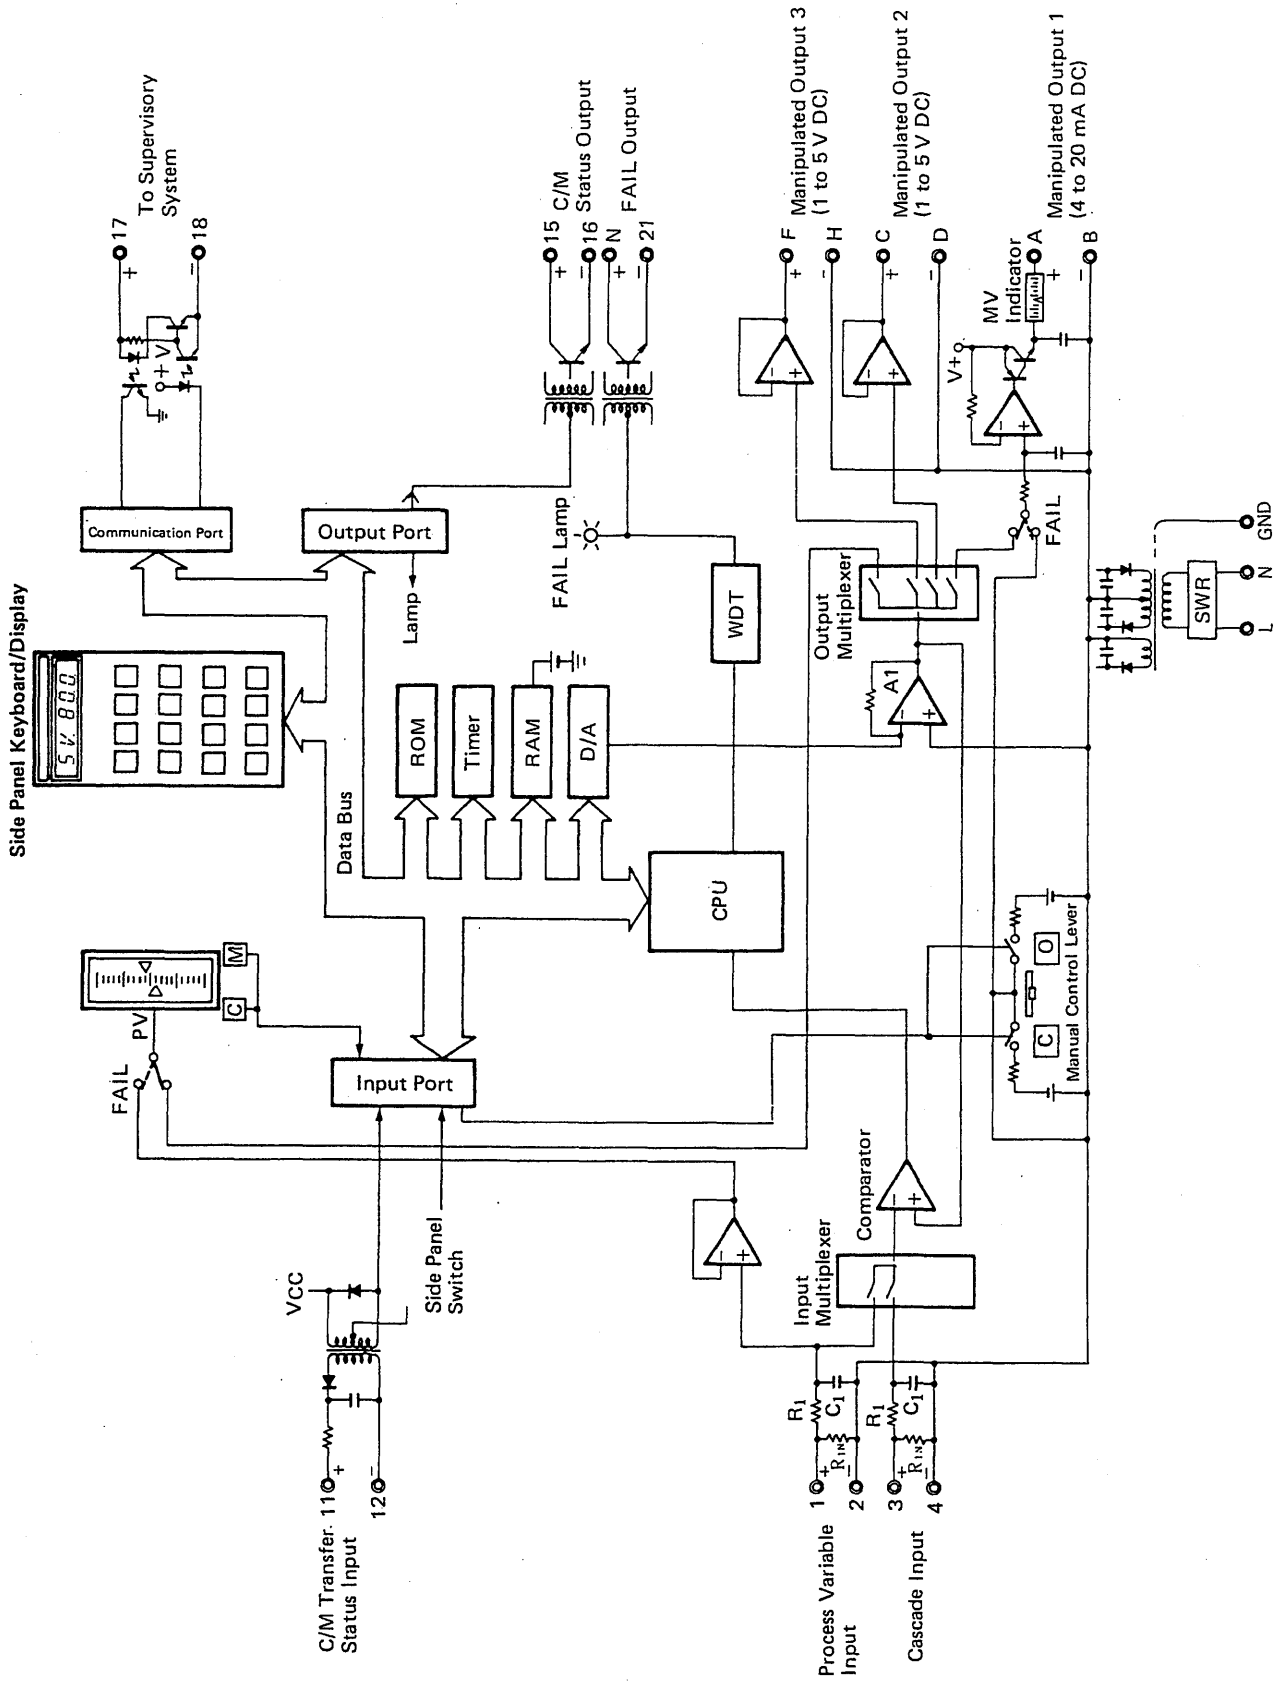 Side Panel Keyboard/Display
S.V. 80.0
17
To Supervisory
System
18
+
−
+V
Communication Port
Output Port
Lamp
15
C/M
Status Output
16
N
FAIL Output
21
+
−
+
−
FAIL Lamp
WDT
Data Bus
ROM
Timer
RAM
D/A
CPU
PV
FAIL
C
M
Input Port
VCC
Side Panel
Switch
C/M Transfer.
Status Input
11
+
12
−
F
Manipulated Output 3
(1 to 5 V DC)
H
+
−
C
Manipulated Output 2
(1 to 5 V DC)
D
+
−
MV
Indicator
A
Manipulated Output 1
(4 to 20 mA DC)
B
+
−
V+
−
+
−
+
−
+
FAIL
Output
Multiplexer
A1
−
+
GND
N
L
SWR
O
C
Manual Control Lever
Comparator
−
+
−
+
Input
Multiplexer
R1
C1
RIN
R1
C1
RIN
1
+
2
−
3
+
4
−
Process Variable
Input
Cascade Input